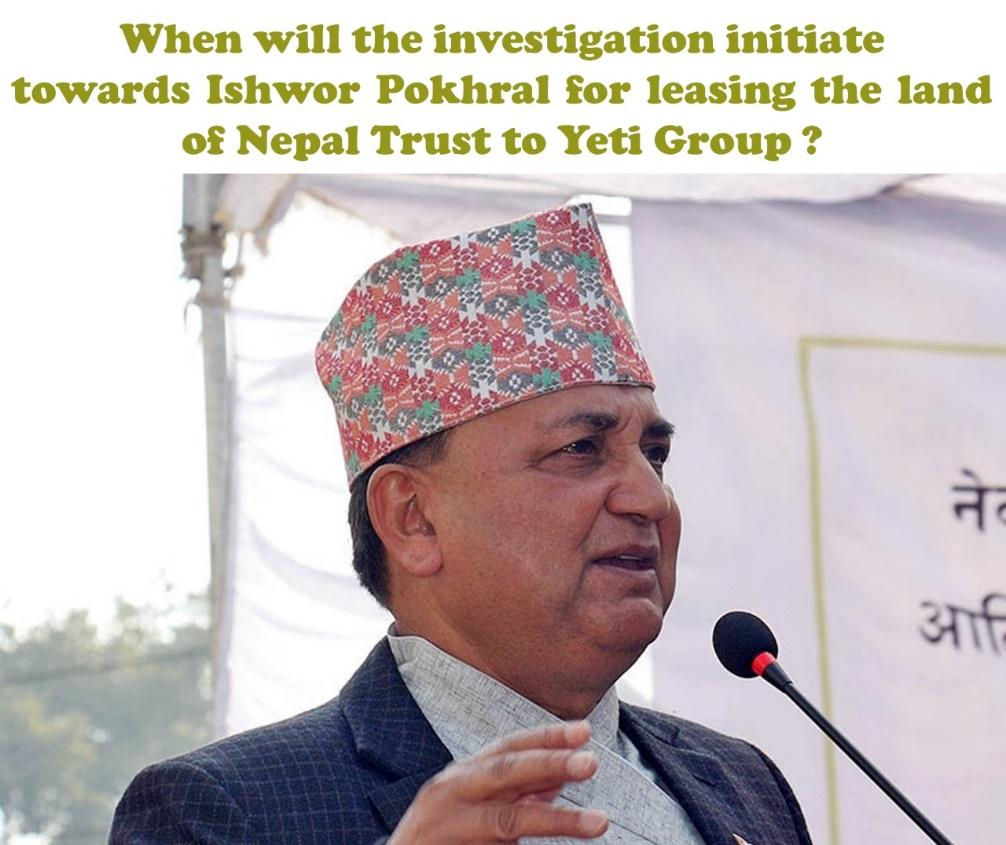 When will the investigation initiate
towards Ishwor Pokhral for leasing the land
of Nepal Trust to Yeti Group ?